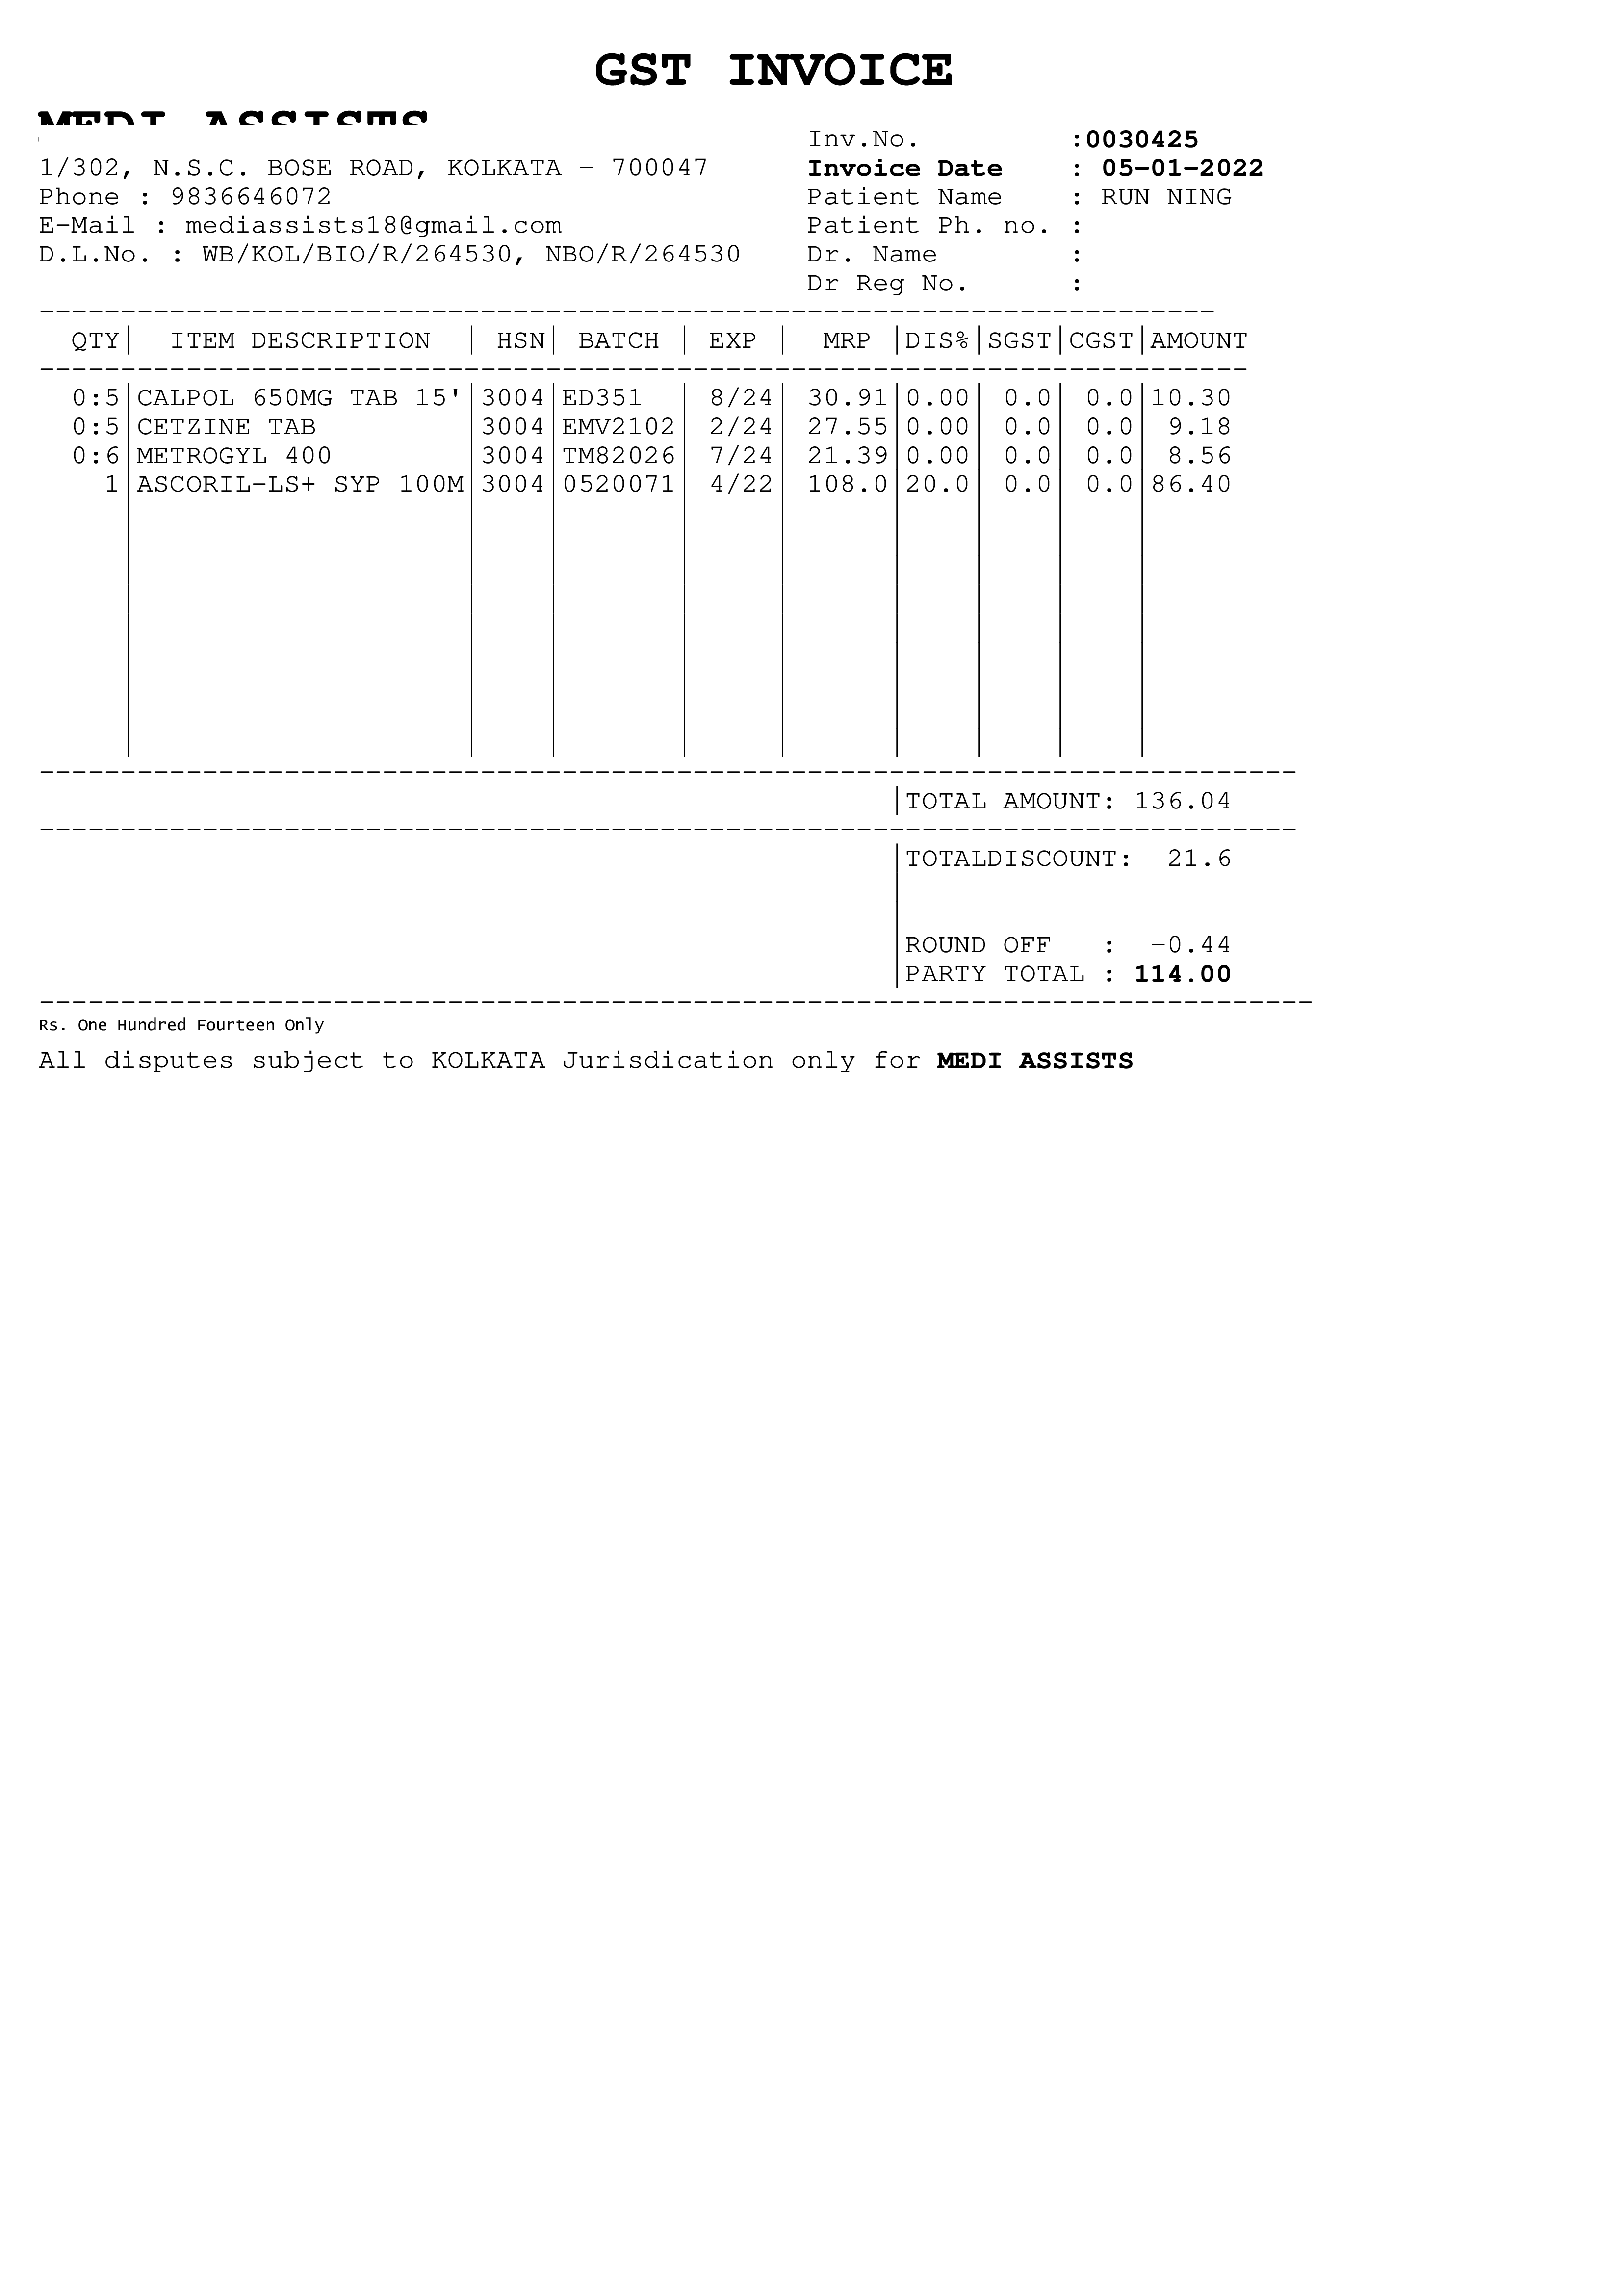 GST INVOICE
MEDI ASSISTS
Inv.No. :0030425
1/302, N.S.C. BOSE ROAD, KOLKATA - 700047 Invoice Date : 05-01-2022
Phone : 9836646072 Patient Name : RUN NING
E-Mail : mediassists18@gmail.com Patient Ph. no. :
D.L.No. : WB/KOL/BIO/R/264530, NBO/R/264530 Dr. Name :
Dr Reg No. :
QTY| ITEM DESCRIPTION | HSN| BATCH | EXP | MRP |DIS%|SGST|CGST|AMOUNT
0:5|CALPOL 650MG TAB 15'|3004|ED351 | 8/24| 30.91|0.00| 0.0| 0.0|10.30
0:5|CETZINE TAB |3004|EMV2102| 2/24| 27.55|0.00| 0.0| 0.0| 9.18
0:6|METROGYL 400 |3004|TM82026| 7/24| 21.39|0.00| 0.0| 0.0| 8.56
1|ASCORIL-LS+ SYP 100M|3004|0520071| 4/22| 108.0|20.0| 0.0| 0.0|86.40
|TOTAL AMOUNT: 136.04
|TOTALDISCOUNT: 21.6
|ROUND OFF : -0.44
|PARTY TOTAL : 114.00
Rs. One Hundred Fourteen Only
All disputes subject to KOLKATA Jurisdication only for MEDI ASSISTS